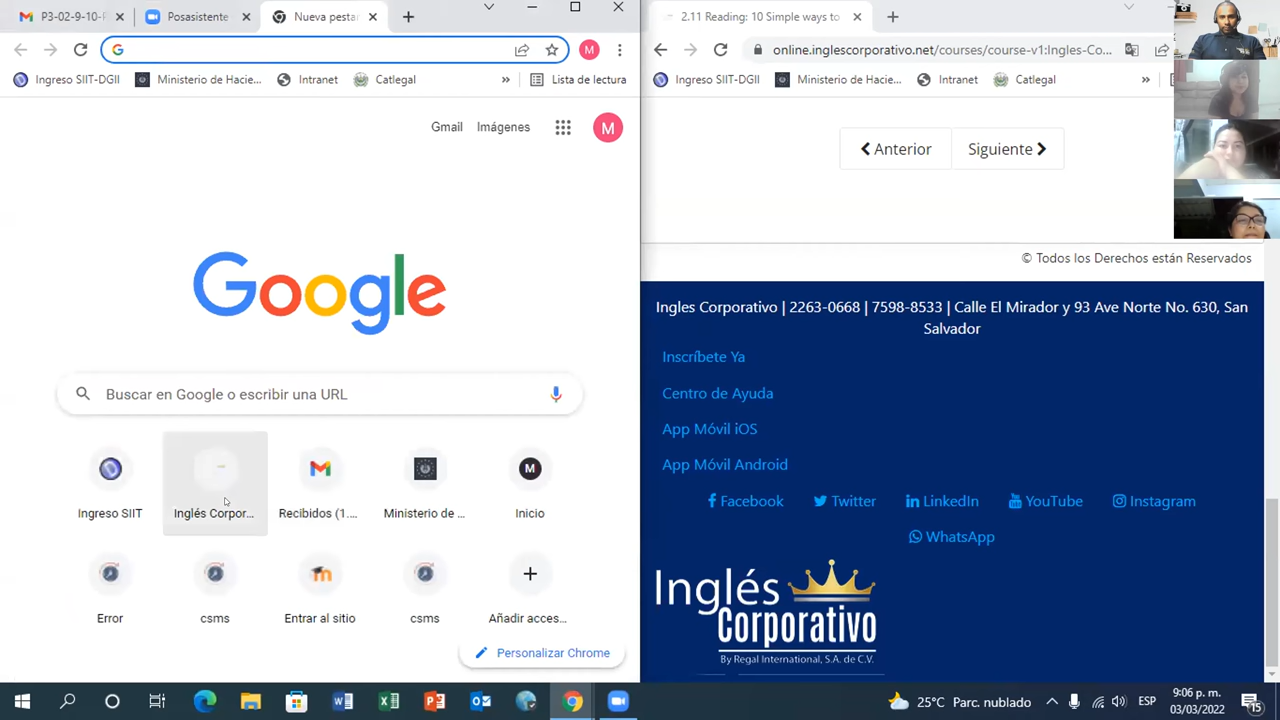 P3-02-9-10-P
Posasistente
Nueva pestañ
Ingreso SIIT-DGII
Ministerio de Hacie...
Intranet
Catlegal
»
Lista de lectura
Gmail
Imágenes
M
Google
Buscar en Google o escribir una URL
Ingreso SIIT
Inglés Corpor...
Recibidos (1....
Ministerio de ...
Inicio
Error
csms
Entrar al sitio
csms
Añadir acces...
Personalizar Chrome
2.11 Reading: 10 Simple ways to
online.inglescorporativo.net/courses/course-v1:Ingles-Co...
Ingreso SIIT-DGII
Ministerio de Hacie...
Intranet
Catlegal
»
Anterior
Siguiente
© Todos los Derechos están Reservados
Ingles Corporativo | 2263-0668 | 7598-8533 | Calle El Mirador y 93 Ave Norte No. 630, San
Salvador
Inscríbete Ya
Centro de Ayuda
App Móvil iOS
App Móvil Android
Facebook
Twitter
LinkedIn
YouTube
Instagram
WhatsApp
Inglés
Corporativo
By Regal International, S.A. de C.V.
25°C Parc. nublado
ESP
9:06 p. m.
03/03/2022
15